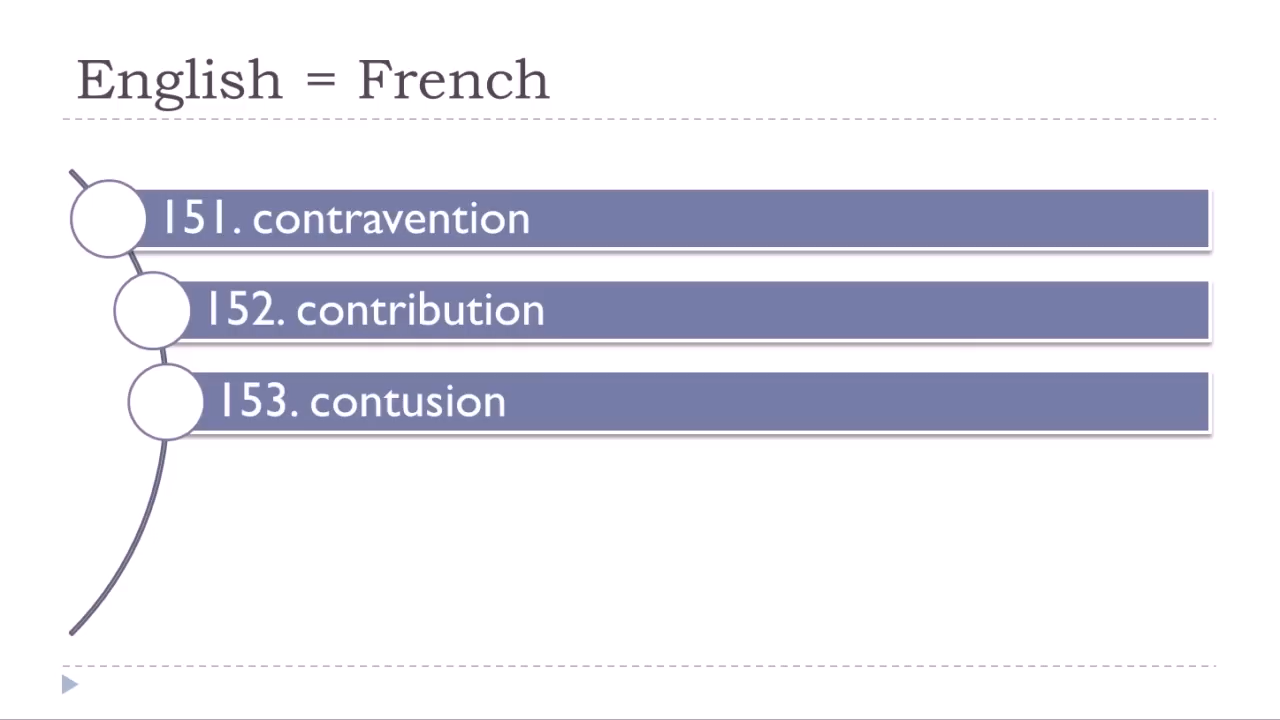 English = French
151. contravention
152. contribution
153. contusion